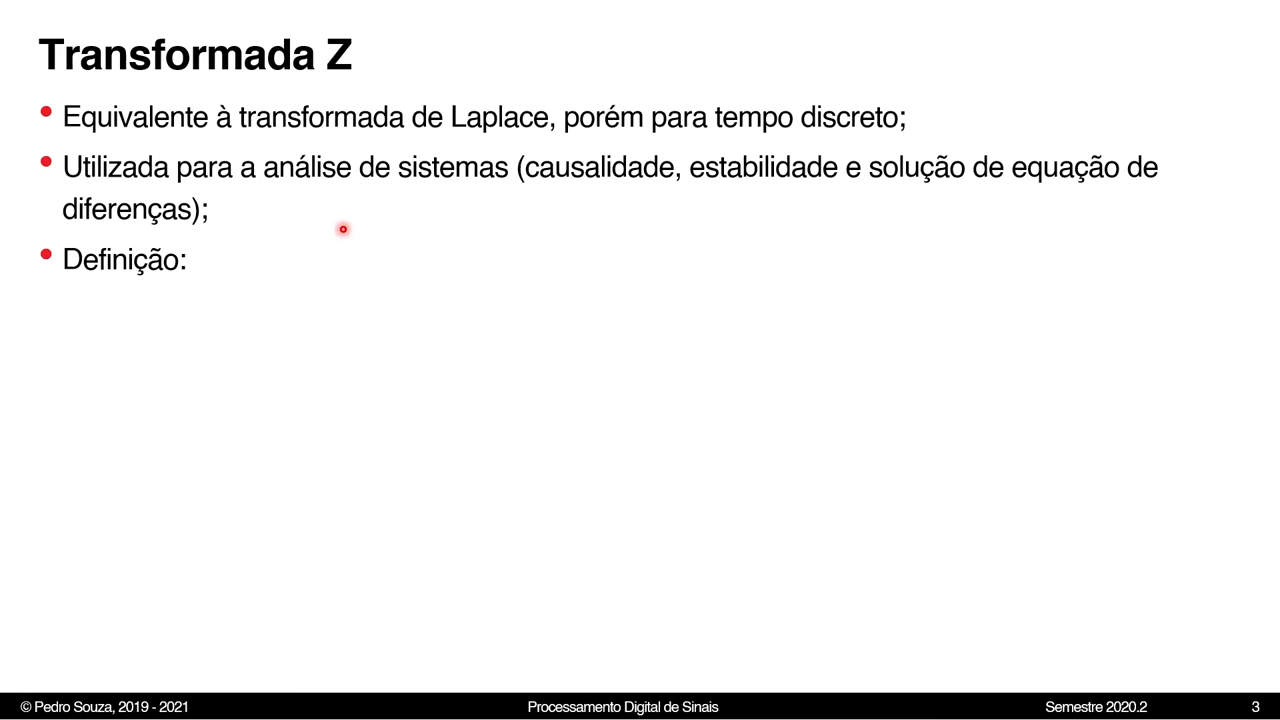 Transformada Z
Equivalente à transformada de Laplace, porém para tempo discreto;
Utilizada para a análise de sistemas (causalidade, estabilidade e solução de equação de
diferenças);
Definição:
© Pedro Souza, 2019 - 2021 Processamento Digital de Sinais Semestre 2020.2 3